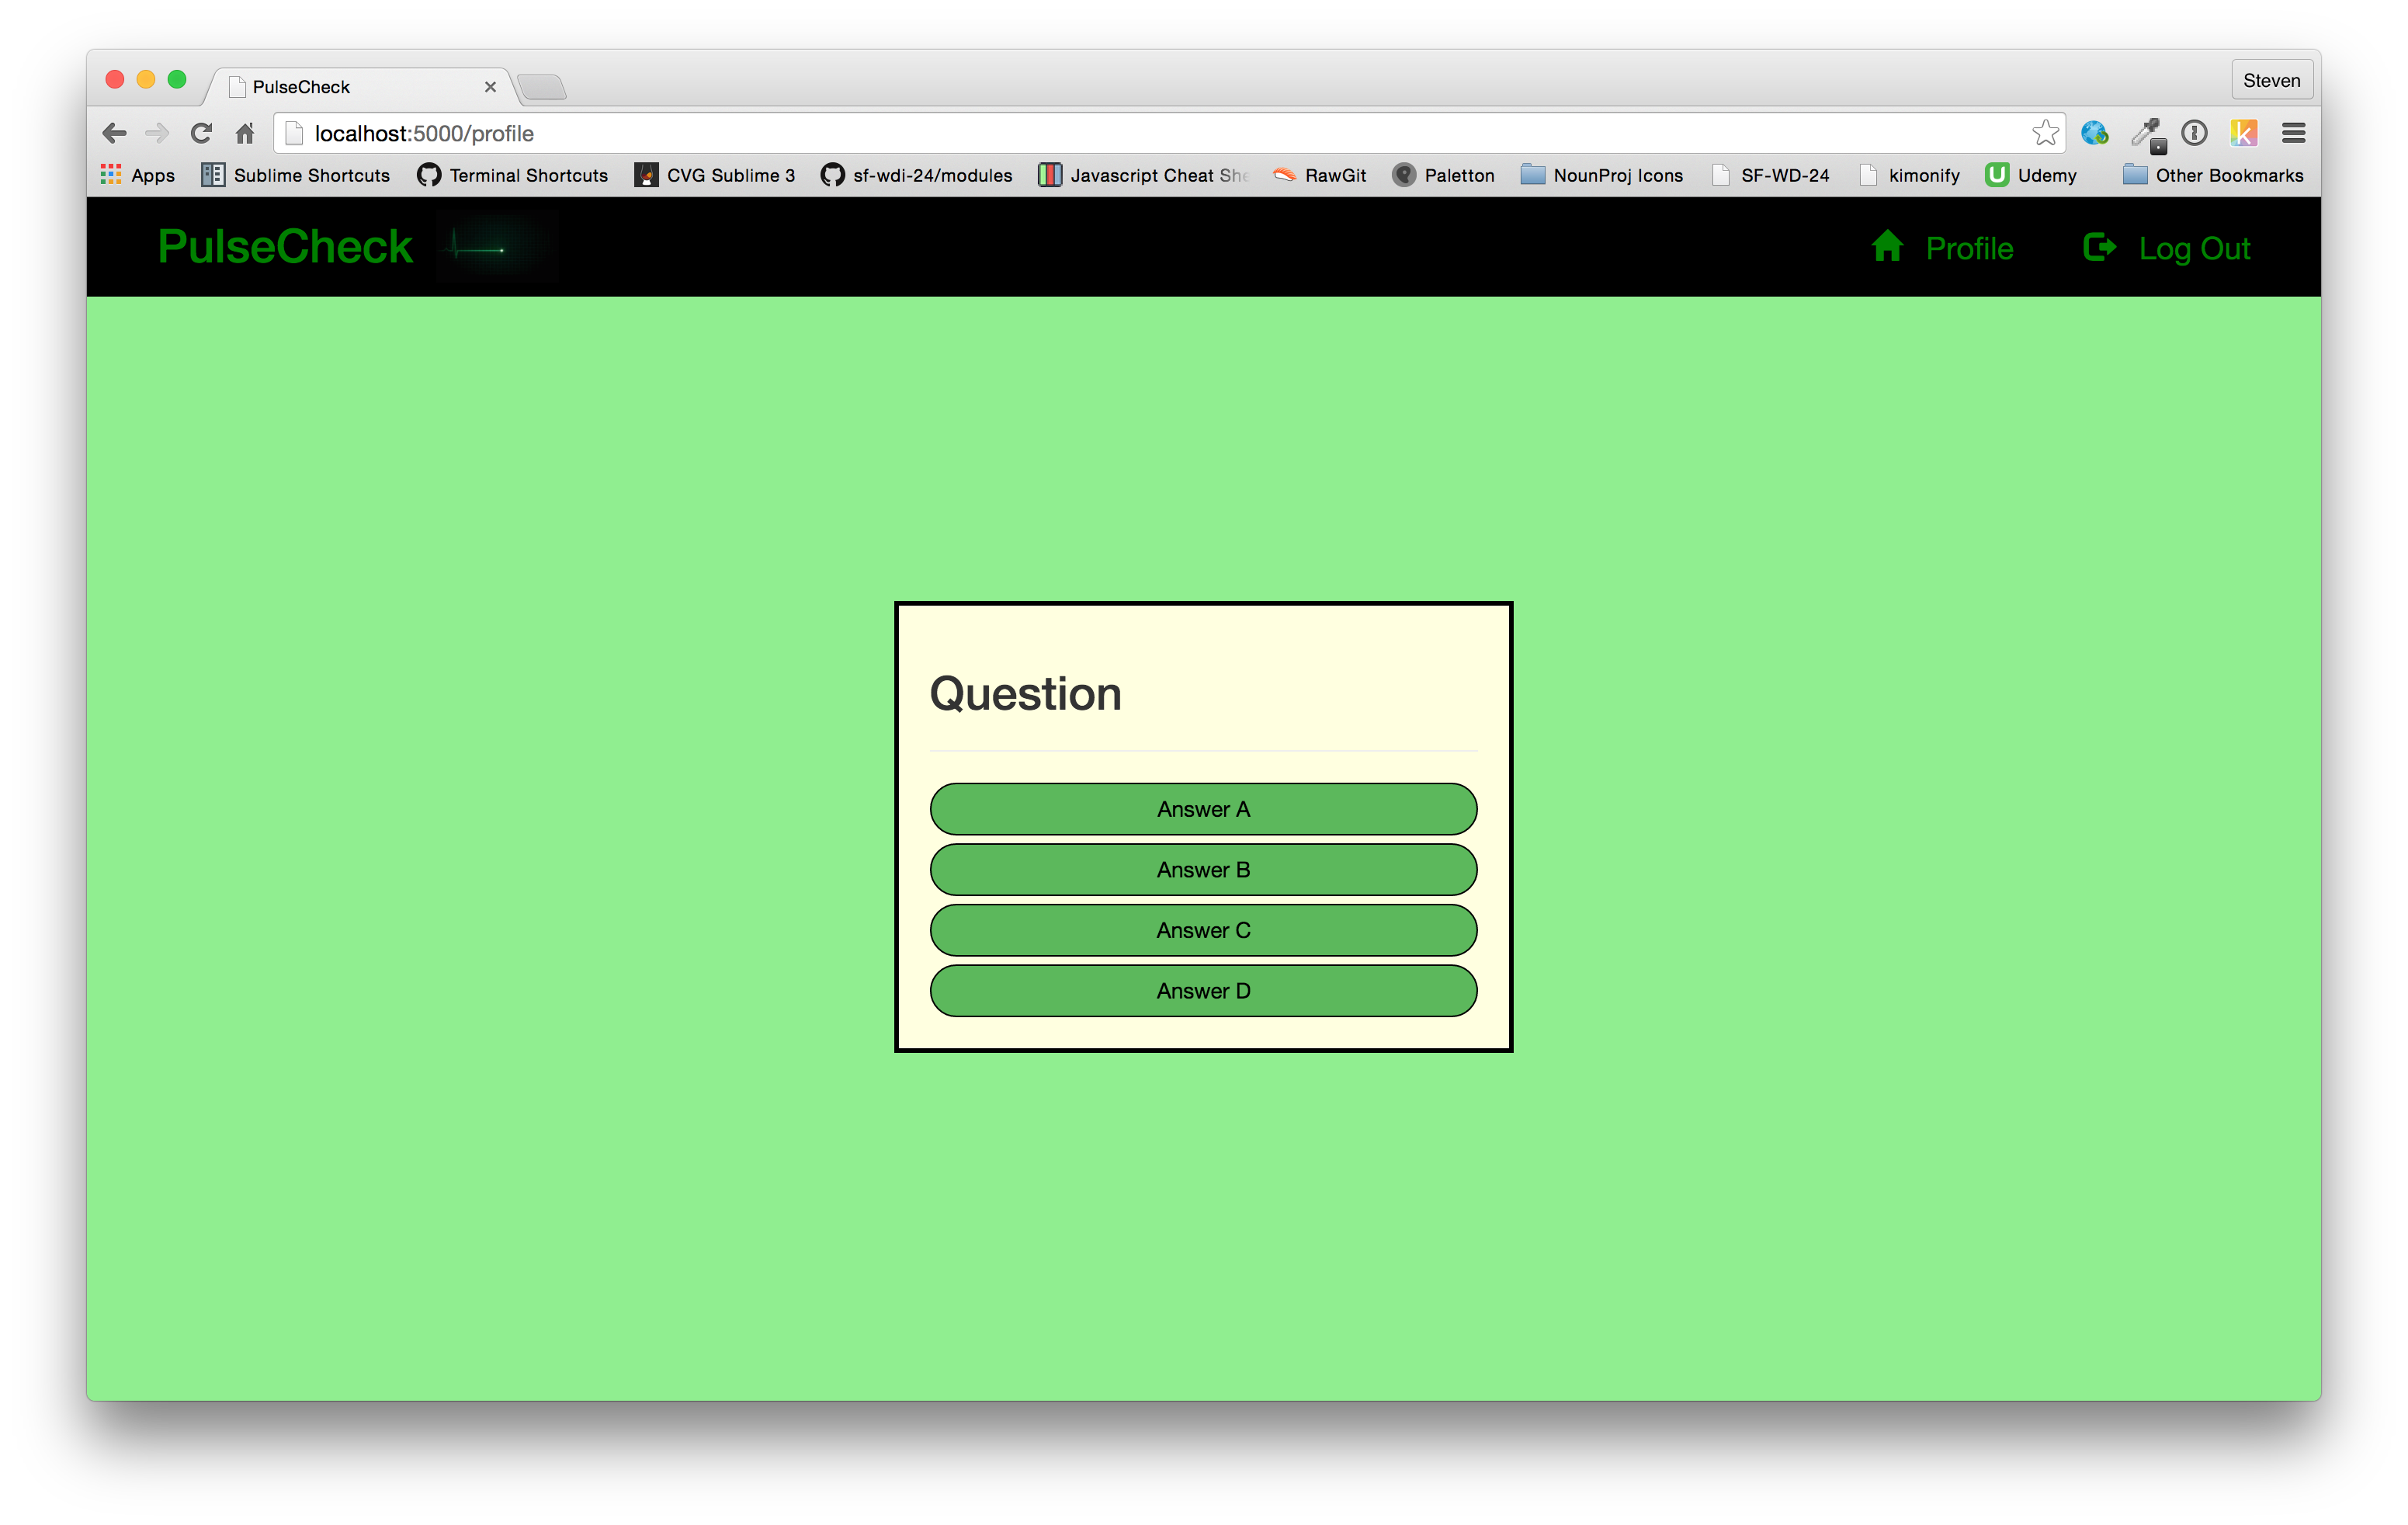 PulseCheck
Steven
localhost:5000/profile
Apps Sublime Shortcuts Terminal Shortcuts CVG Sublime 3 sf-wdi-24/modules Javascript Cheat She RawGit Paletton NounProj Icons SF-WD-24 kimonify Udemy Other Bookmarks
PulseCheck Profile Log Out
Question
Answer A
Answer B
Answer C
Answer D